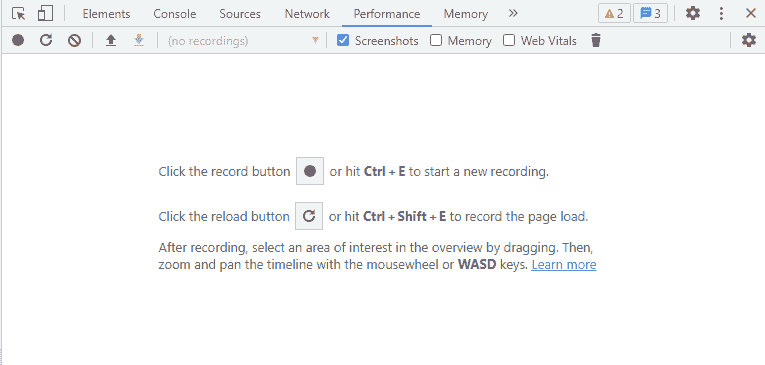 Elements Console Sources Network Performance Memory » 2 3
(no recordings) ▼ Screenshots Memory Web Vitals
Click the record button or hit Ctrl + E to start a new recording.
Click the reload button or hit Ctrl + Shift + E to record the page load.
After recording, select an area of interest in the overview by dragging. Then,
zoom and pan the timeline with the mousewheel or WASD keys. Learn more